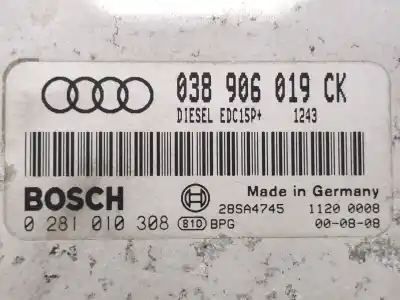 038 906 019 CK
DIESEL EDC15P+ 1243
BOSCH
Made in Germany
28SA4745 1120 0008
0 281 010 308 81D BPG 00-08-08